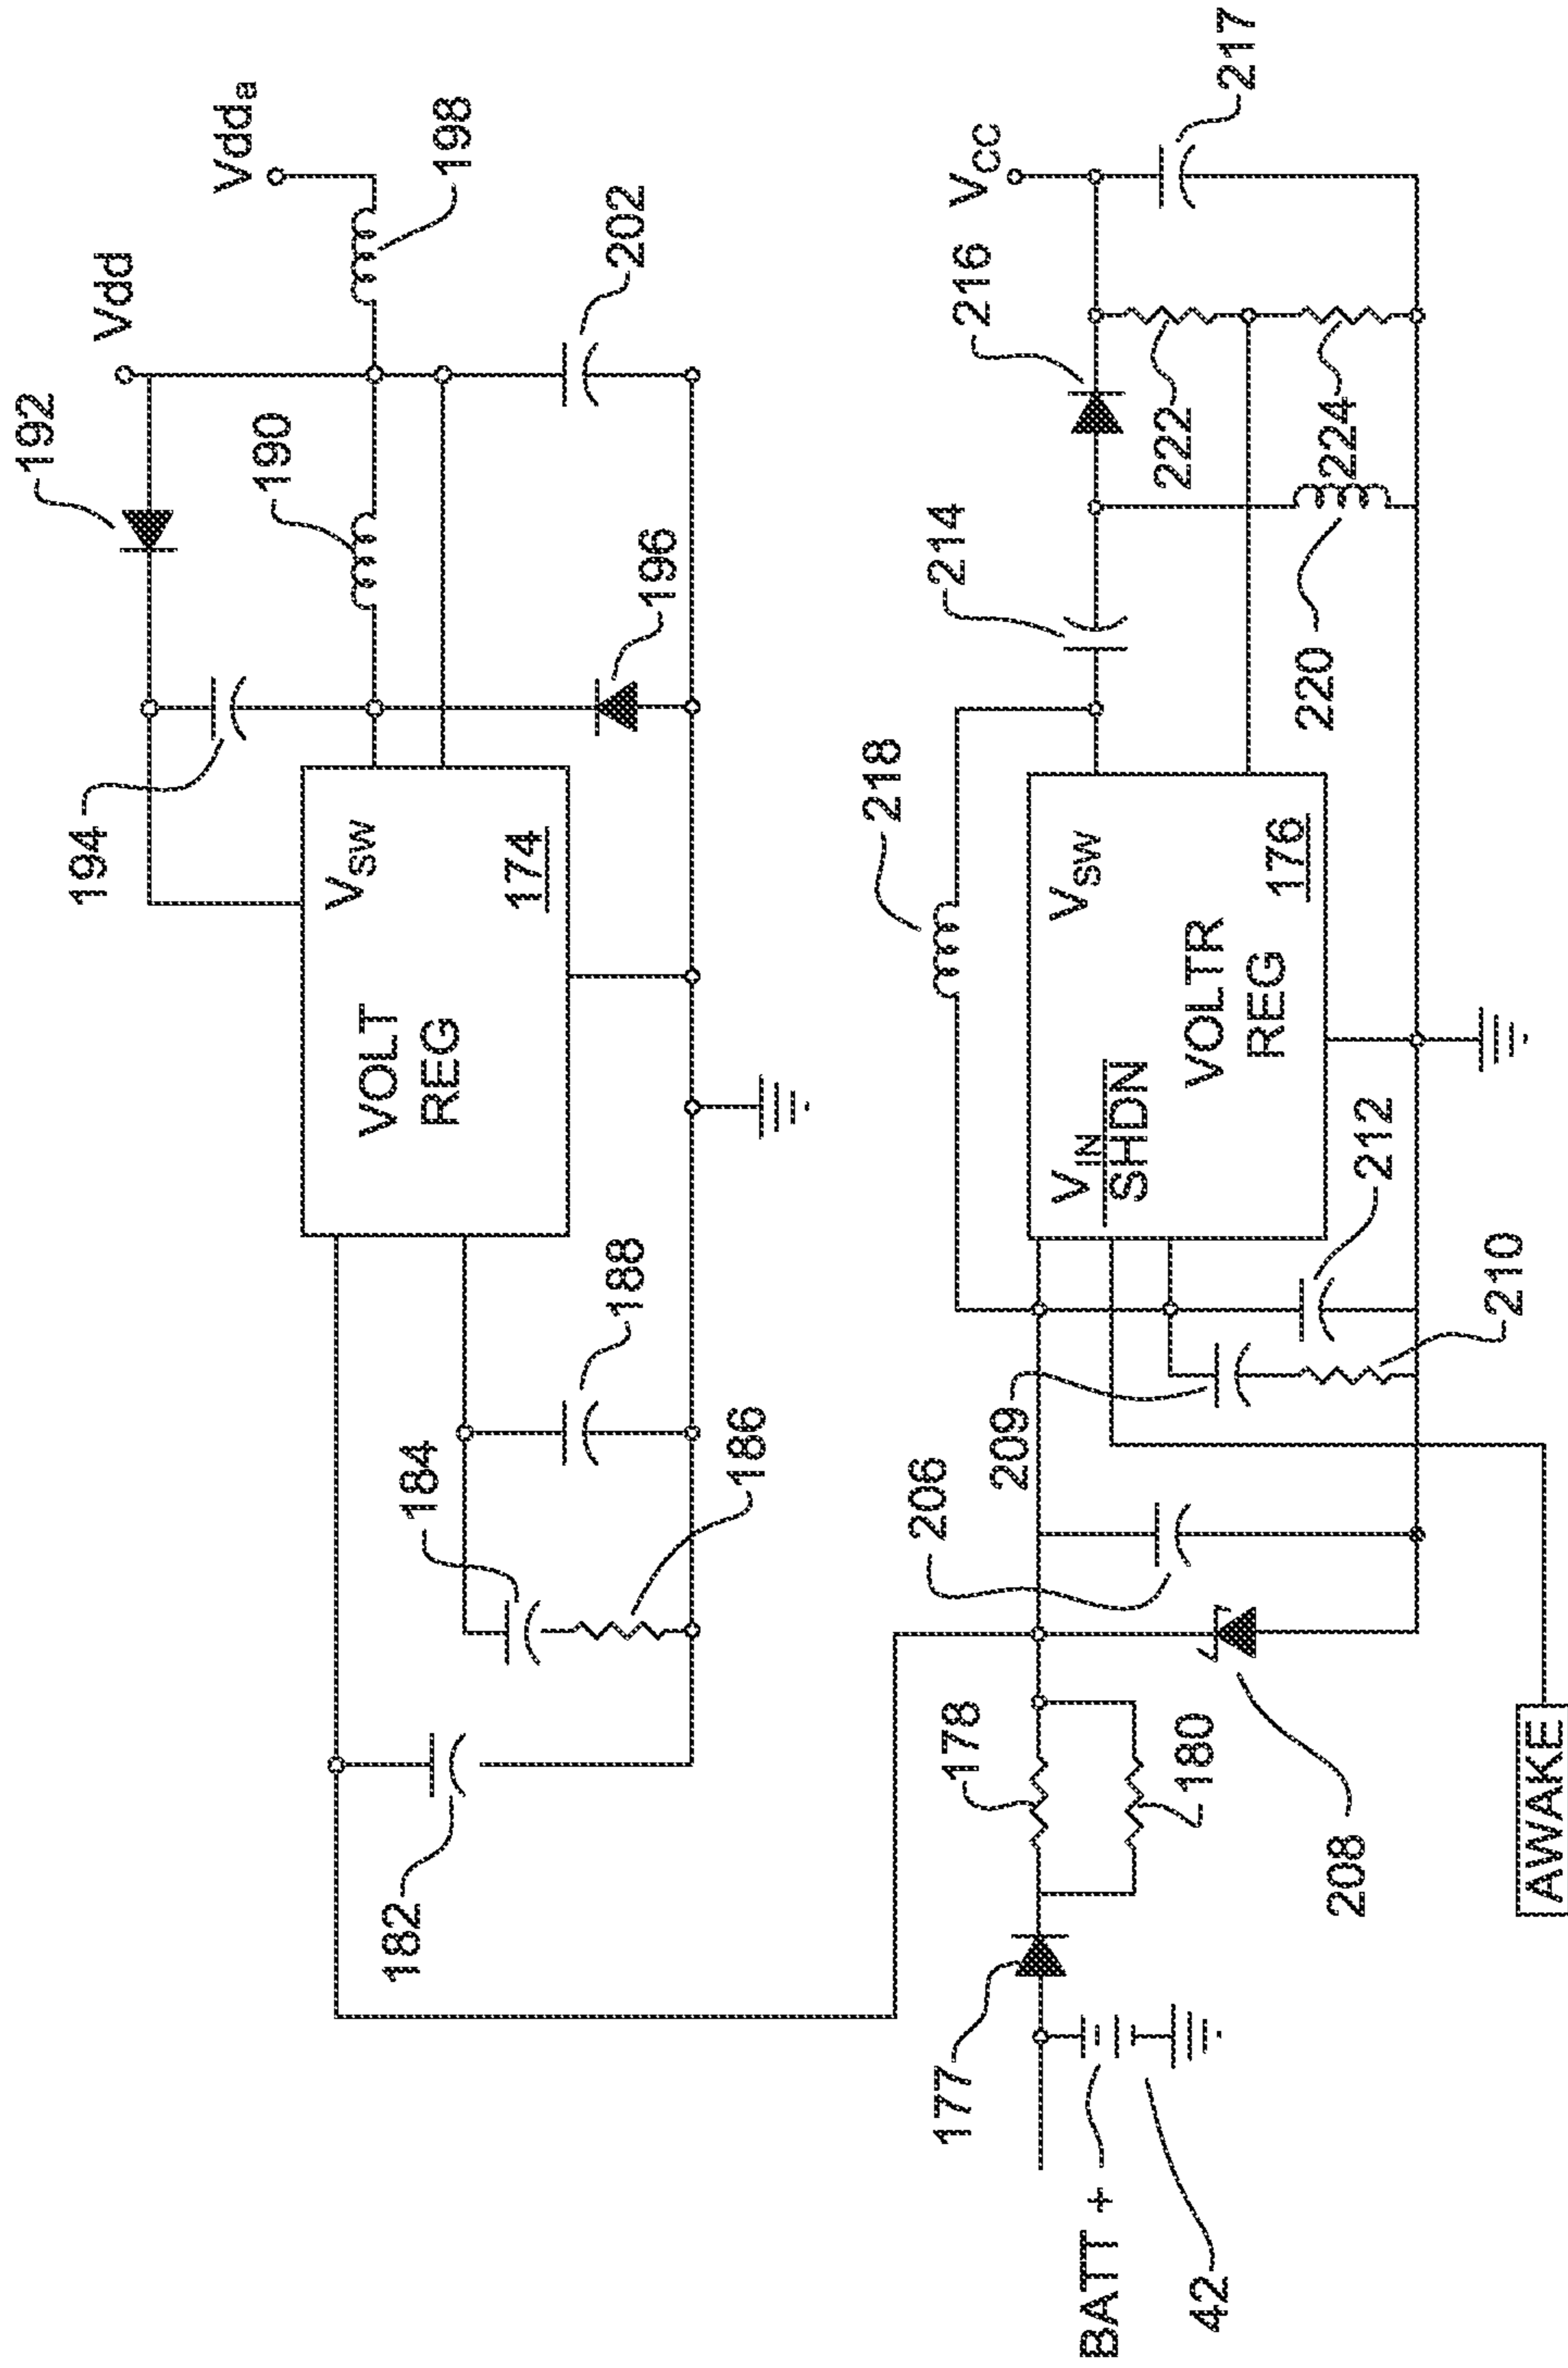 192
Vdd
Vdda
194
190
198
VSW
VOLT
REG
174
196
202
184
188
182
186
218
214
216
VCC
217
VIN
SHDN
VSW
VOLTR
REG
176
222
224
220
206
209
212
210
177
178
180
208
BATT +
42
AWAKE